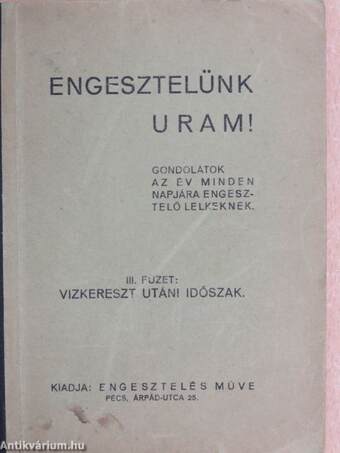 ENGESZTELÜNK
URAM!
GONDOLATOK
AZ ÉV MINDEN
NAPJÁRA ENGESZ-
TELŐ LELKEKNEK.
III. FÜZET:
VIZKERESZT UTÁNI IDŐSZAK.
KIADJA: ENGESZTELÉS MŰVE
PÉCS, ÁRPÁD-UTCA 25.
Antikvárium.hu